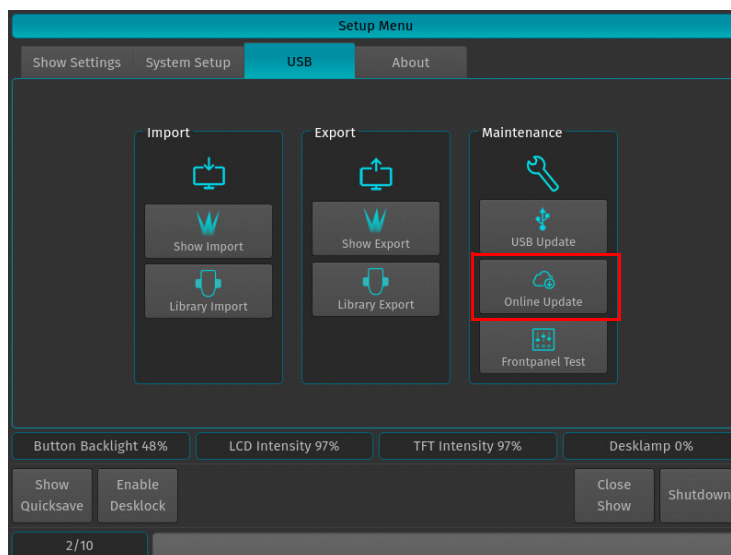 Setup Menu
Show Settings System Setup USB About
Import Export Maintenance
Show Import Show Export USB Update
Library Import Library Export Online Update
Frontpanel Test
Button Backlight 48% LCD Intensity 97% TFT Intensity 97% Desklamp 0%
Show Enable Close Shutdown
Quicksave Desklock Show
2/10